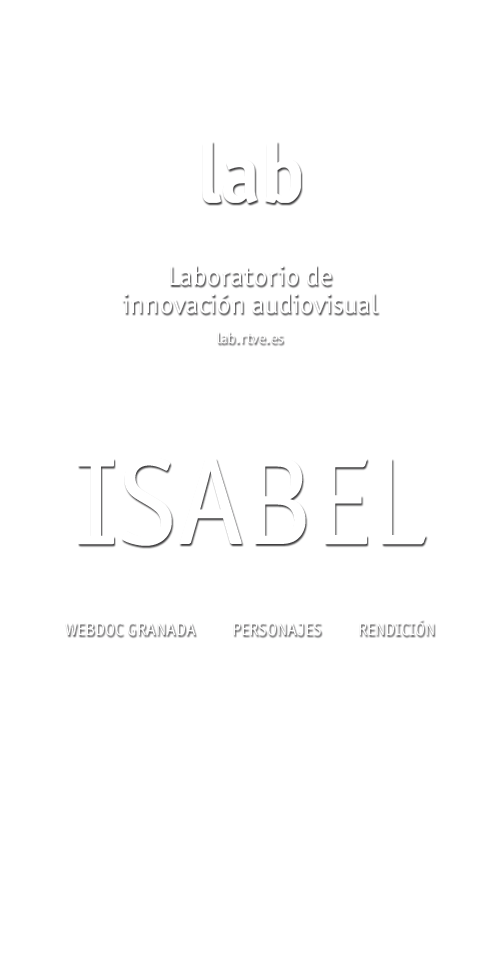 lab
Laboratorio de
innovación audiovisual
lab.rtve.es
ISABEL
WEBDOC GRANADA PERSONAJES RENDICIÓN